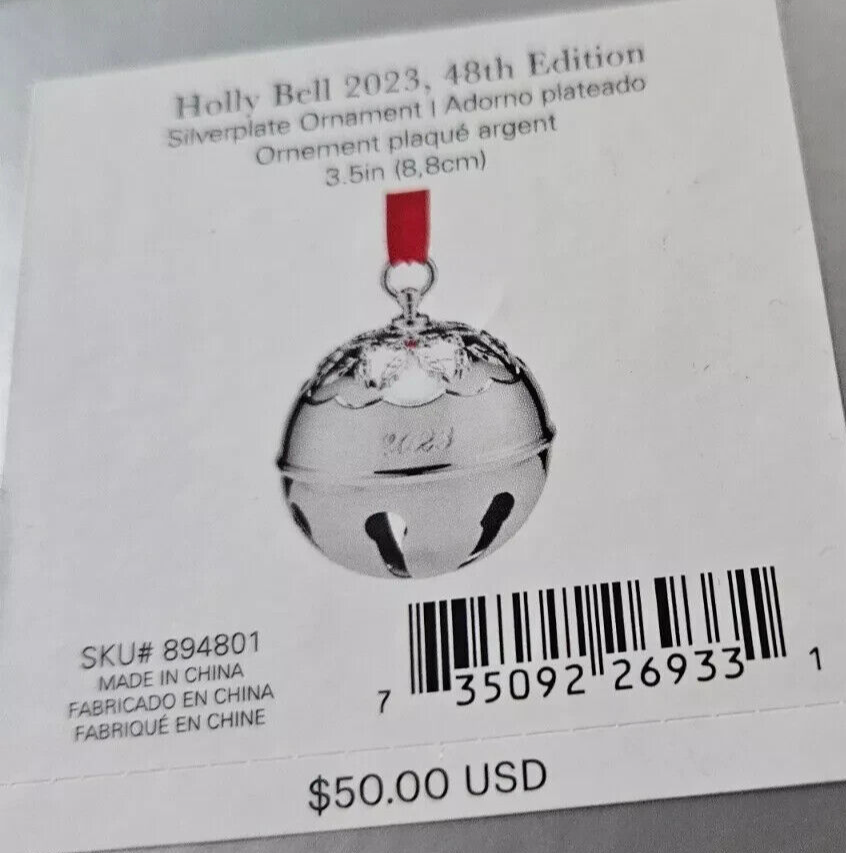 Holly Bell 2023, 48th Edition
Silverplate Ornament | Adorno plateado
Ornement plaqué argent
3.5in (8,8cm)
2023
SKU# 894801
MADE IN CHINA
FABRICADO EN CHINA
FABRIQUÉ EN CHINE
7 35092 26933 1
$50.00 USD